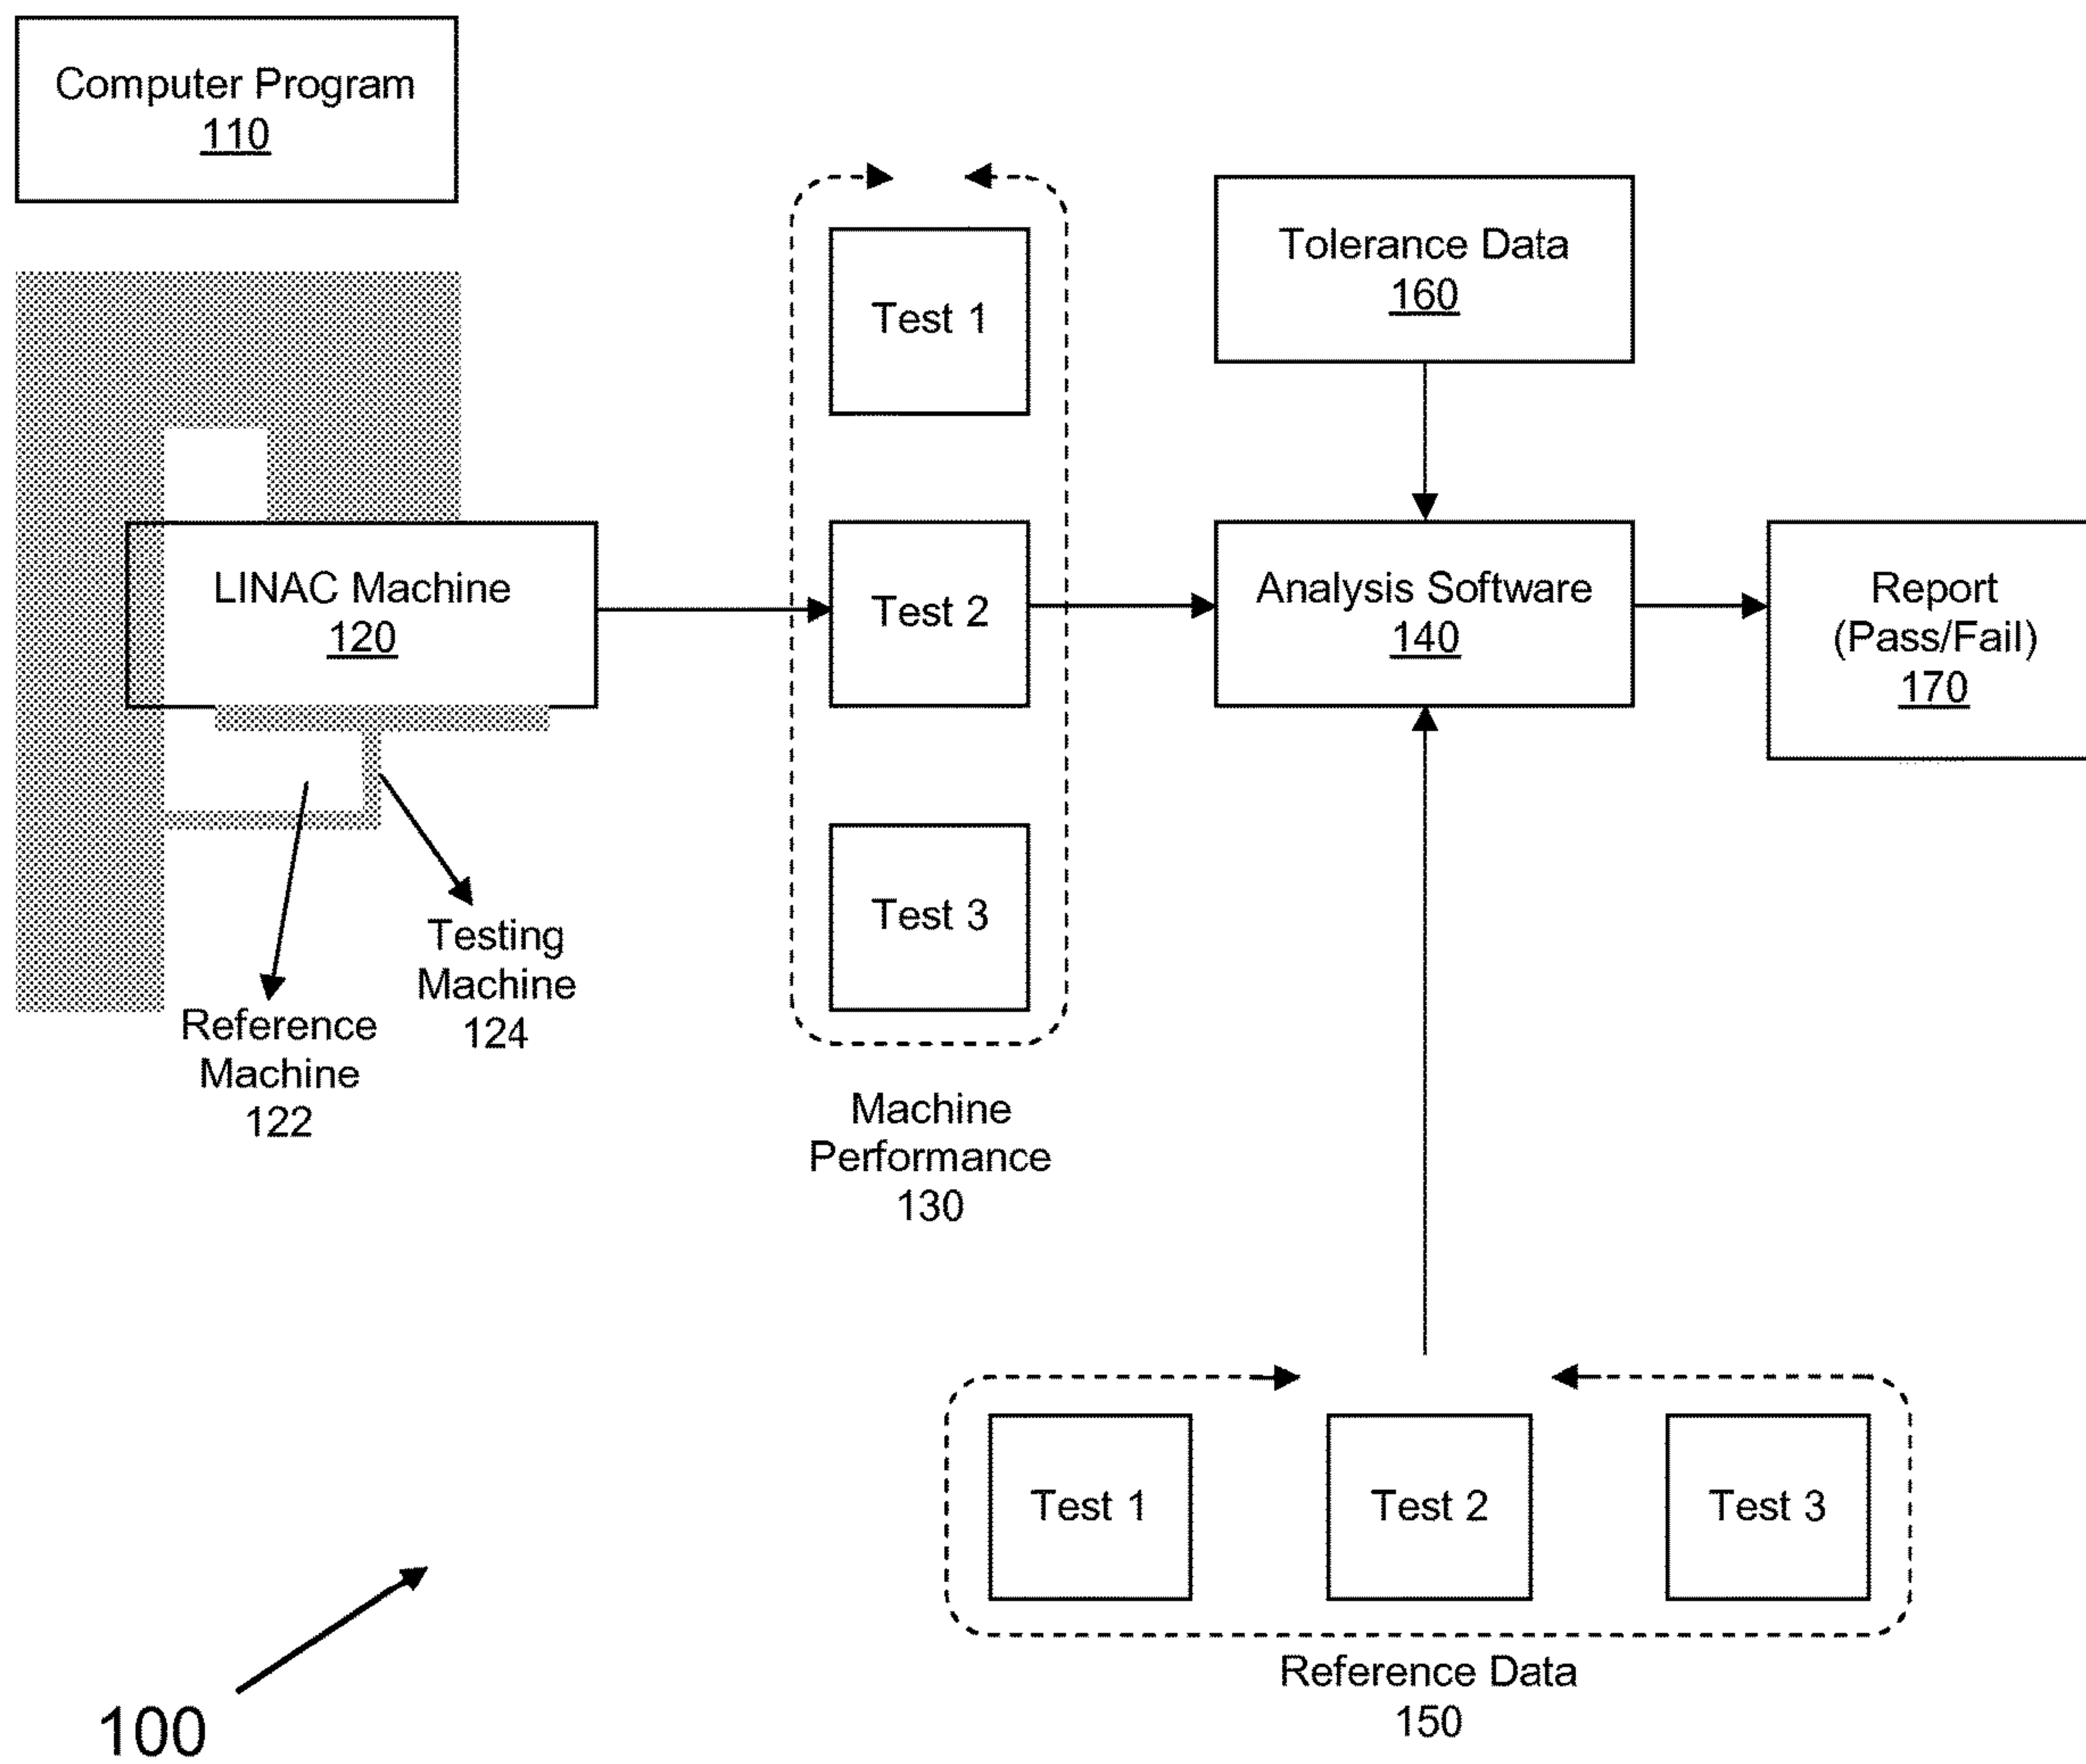 Computer Program
110
Test 1
Tolerance Data
160
LINAC Machine
120
Test 2
Analysis Software
140
Report
(Pass/Fail)
170
Test 3
Testing
Machine
124
Reference
Machine
122
Machine
Performance
130
Test 1
Test 2
Test 3
Reference Data
150
100